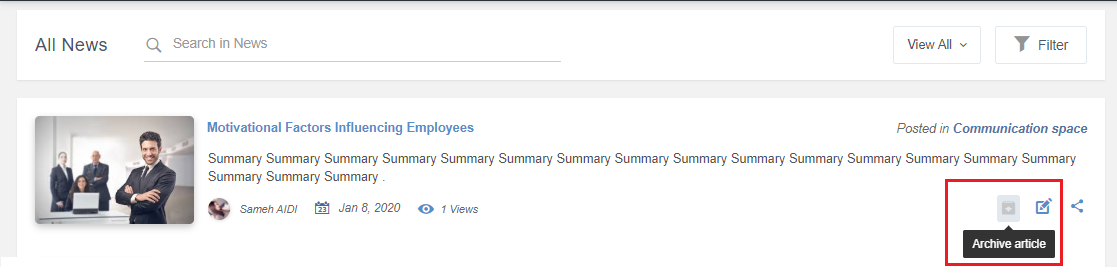 All News
Search in News
View All
Filter
Motivational Factors Influencing Employees
Posted in Communication space
Summary Summary Summary Summary Summary Summary Summary Summary Summary Summary Summary Summary Summary Summary Summary
Summary Summary Summary .
Sameh AIDI
23
Jan 8, 2020
1 Views
Archive article